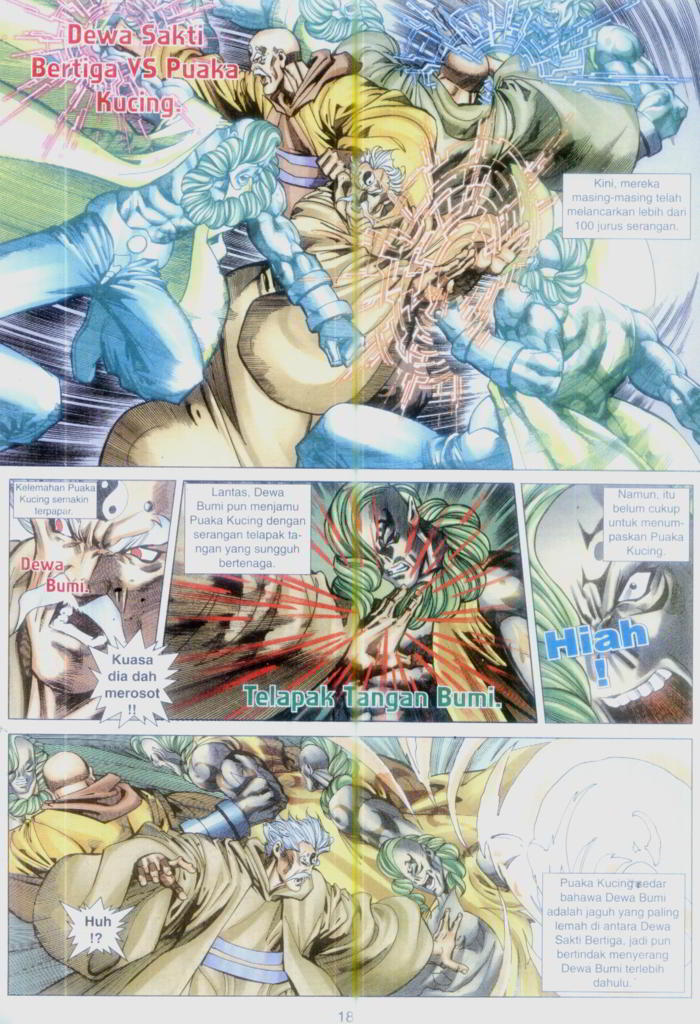 Dewa Sakti
Bertiga VS Puaka
Kucing.
Kini, mereka
masing-masing telah
melancarkan lebih dari
100 jurus serangan.
Kelemahan Puaka
Kucing semakin
terpapar.
Dewa
Bumi.
Kuasa
dia dah
merosot
!!
Lantas, Dewa
Bumi pun menjamu
Puaka Kucing dengan
serangan telapak ta-
ngan yang sungguh
bertenaga.
Telapak Tangan Bumi.
Namun, itu
belum cukup
untuk menum-
paskan Puaka
Kucing.
Hiah
!
Huh
!?
Puaka Kucing sedar
bahawa Dewa Bumi
adalah jaguh yang paling
lemah di antara Dewa
Sakti Bertiga, jadi pun
bertindak menyerang
Dewa Bumi terlebih
dahulu.
18